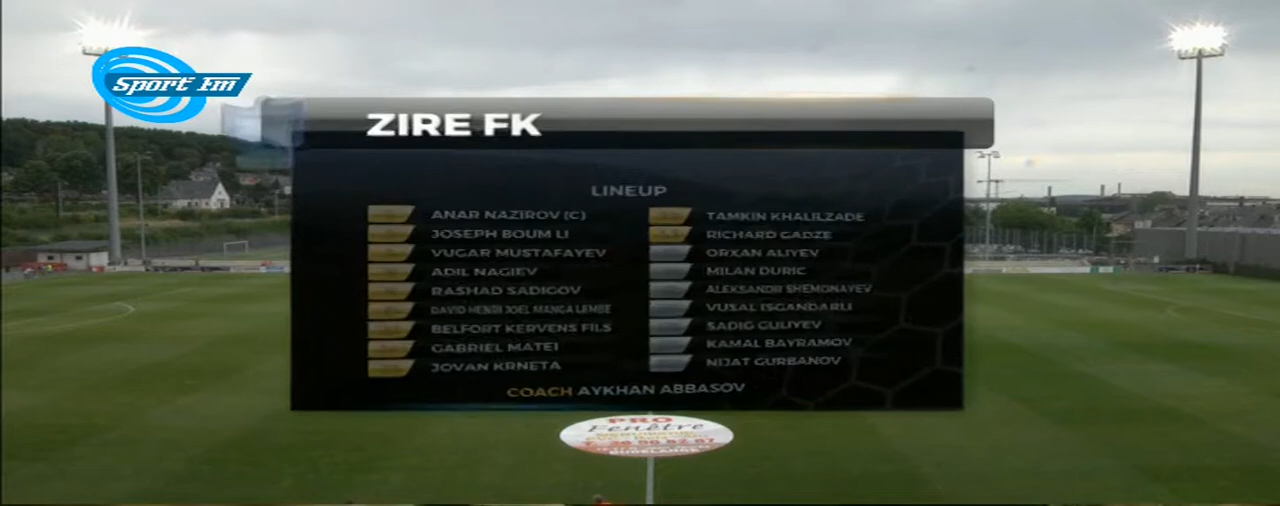 Sport fm
ZIRE FK
LINEUP
ANAR NAZIROV (C)
JOSEPH BOUM LI
VUGAR MUSTAFAYEV
ADIL NAGIEV
RASHAD SADIGOV
DAVID HENRI JOEL MANGA LEMBE
BELFORT KERVENS FILS
GABRIEL MATEI
JOVAN KRNETA
TAMKIN KHALILZADE
RICHARD GADZE
ORXAN ALIYEV
MILAN DURIC
ALEKSANDR SHEMONAYEV
VUSAL ISGANDARLI
SADIG GULIYEV
KAMAL BAYRAMOV
NIJAT GURBANOV
COACH AYKHAN ABBASOV
PRO
Fenêtre